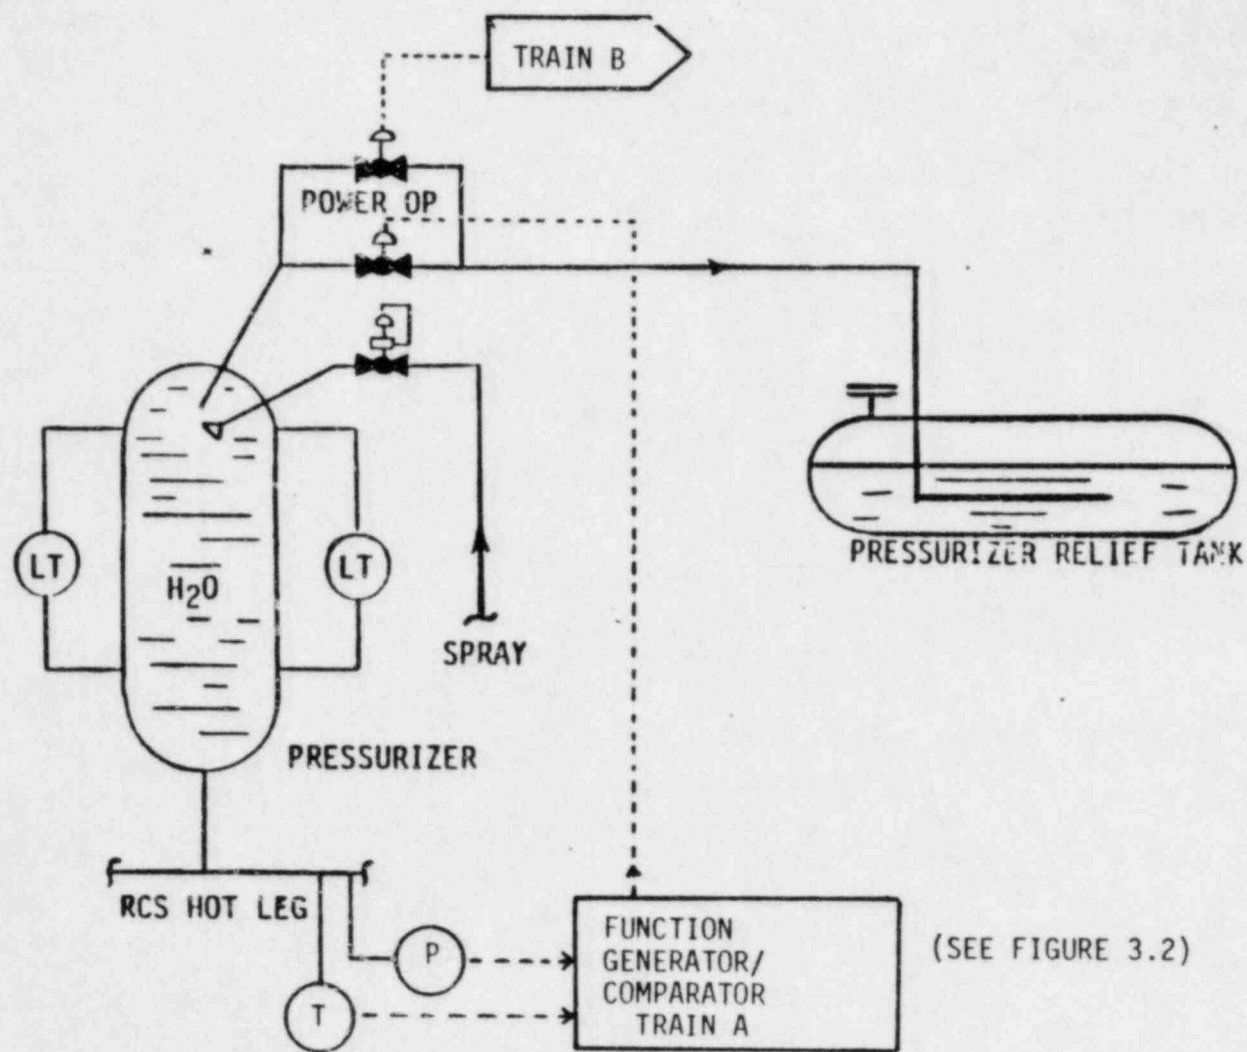 TRAIN B
POWER OP
LT
LT
H2O
SPRAY
PRESSURIZER RELIEF TANK
PRESSURIZER
RCS HOT LEG
P
T
FUNCTION
GENERATOR/
COMPARATOR
TRAIN A
(SEE FIGURE 3.2)